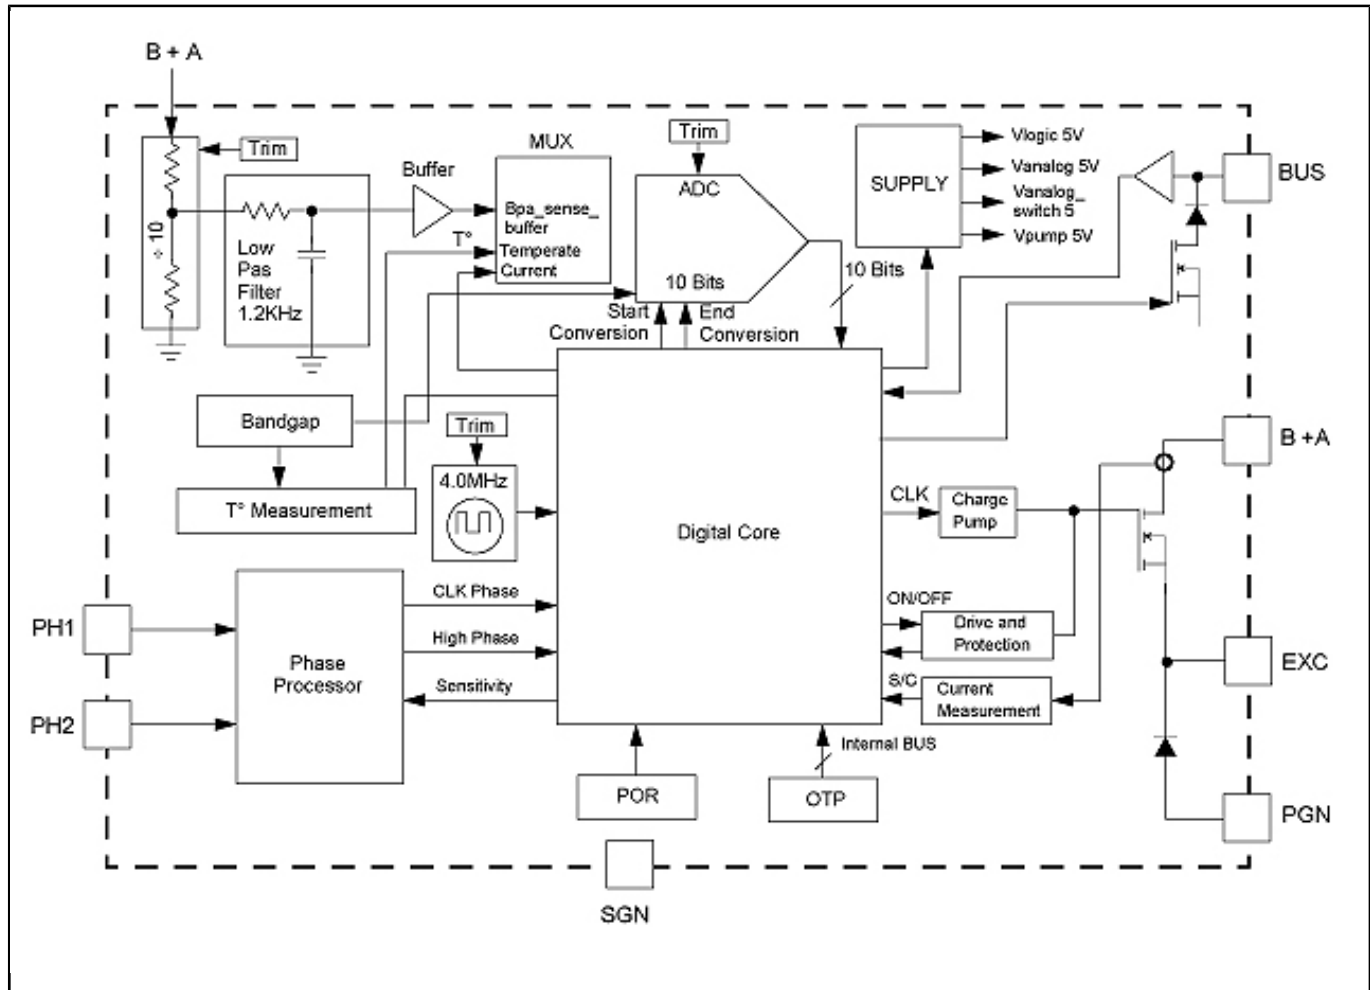 B + A
Trim
÷ 10
Low
Pas
Filter
1.2KHz
Buffer
T°
MUX
Bpa_sense_
buffer
Temperate
Current
Trim
ADC
10 Bits
Start
Conversion
End
Conversion
10 Bits
SUPPLY
Vlogic 5V
Vanalog 5V
Vanalog_
switch 5
Vpump 5V
BUS
Bandgap
T° Measurement
Trim
4.0MHz
Digital Core
CLK
Charge
Pump
B +A
ON/OFF
Drive and
Protection
S/C
Current
Measurement
EXC
PGN
PH1
PH2
Phase
Processor
CLK Phase
High Phase
Sensitivity
POR
Internal BUS
OTP
SGN